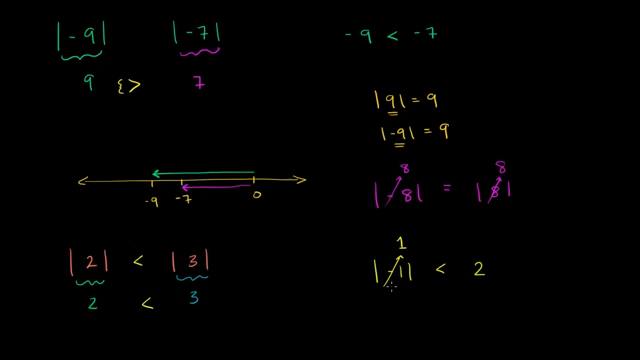 |-9| |-7|
9 {> 7
-9 < -7
|9| = 9
|-9| = 9
-9 -7 0
8 8
|-8| = |8|
|2| < |3|
2 < 3
1
|-1| < 2